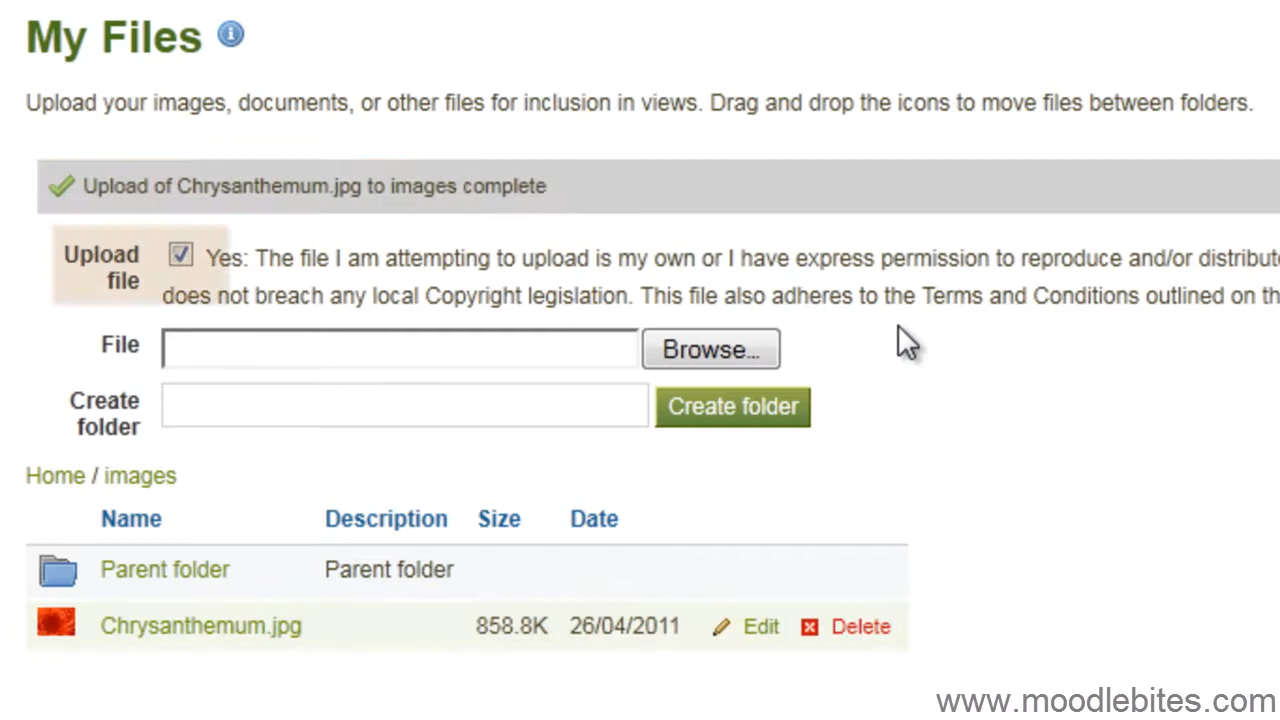 My Files
Upload your images, documents, or other files for inclusion in views. Drag and drop the icons to move files between folders.
Upload of Chrysanthemum.jpg to images complete
Upload file
Yes: The file I am attempting to upload is my own or I have express permission to reproduce and/or distribute
does not breach any local Copyright legislation. This file also adheres to the Terms and Conditions outlined on
File
Browse...
Create folder
Create folder
Home / images
Name Description Size Date
Parent folder Parent folder
Chrysanthemum.jpg 858.8K 26/04/2011 Edit Delete
www.moodlebites.com